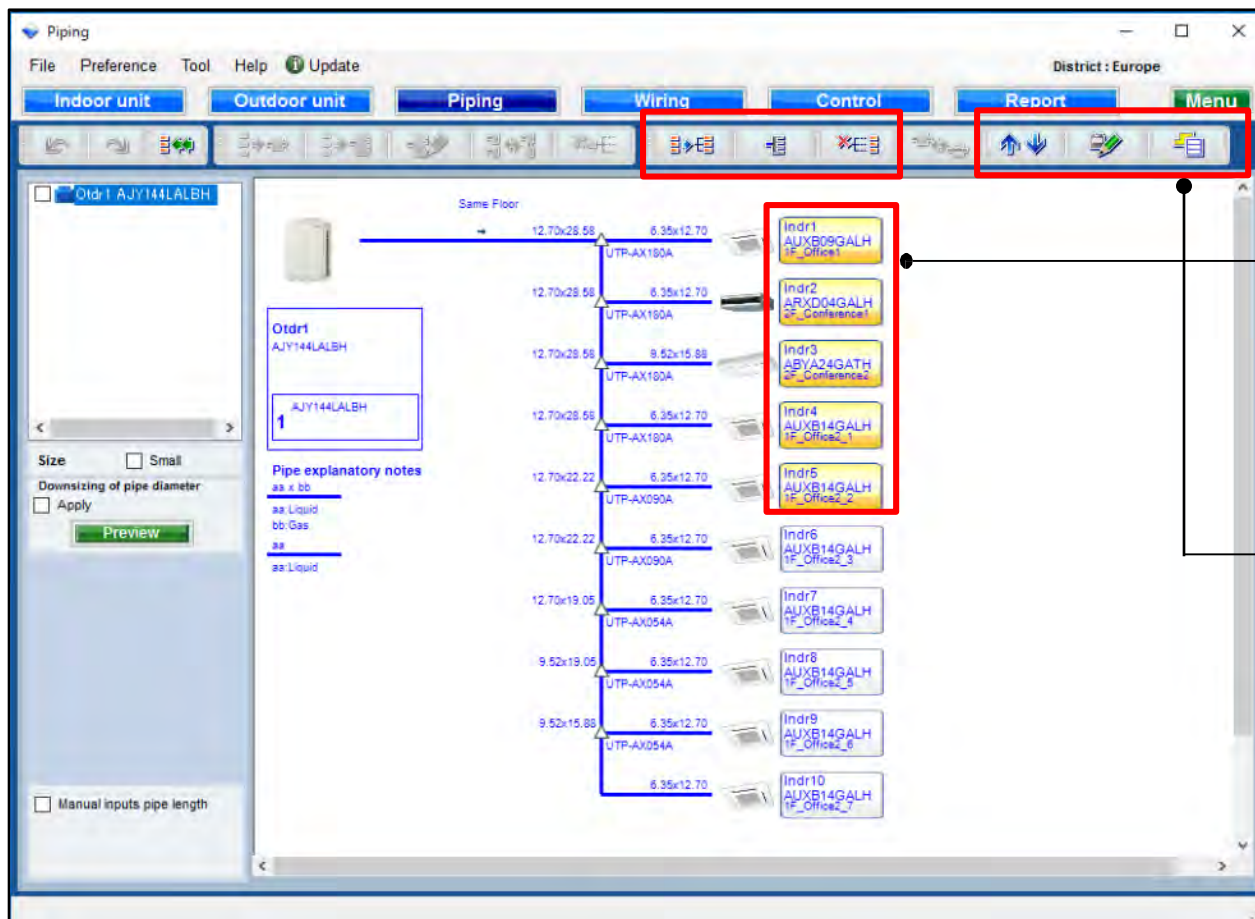 Piping
File Preference Tool Help Update
District : Europe
Indoor unit Outdoor unit Piping Wiring Control Report Menu
Otdr1 AJY144LALBH
Size Small
Downsizing of pipe diameter
Apply
Preview
Manual inputs pipe length
Same Floor
Otdr1
AJY144LALBH
AJY144LALBH
1
Pipe explanatory notes
aa x bb
aa:Liquid
bb:Gas
aa
aa:Liquid
12.70x28.58 6.35x12.70
UTP-AX180A
Indr1
AUXB09GALH
1F_Office1
12.70x28.58 6.35x12.70
UTP-AX180A
Indr2
ARXD04GALH
2F_Conference1
12.70x28.58 9.52x15.88
UTP-AX180A
Indr3
ABYA24GATH
2F_Conference2
12.70x28.58 6.35x12.70
UTP-AX180A
Indr4
AUXB14GALH
1F_Office2_1
12.70x22.22 6.35x12.70
UTP-AX090A
Indr5
AUXB14GALH
1F_Office2_2
12.70x22.22 6.35x12.70
UTP-AX090A
Indr6
AUXB14GALH
1F_Office2_3
12.70x19.05 6.35x12.70
UTP-AX054A
Indr7
AUXB14GALH
1F_Office2_4
9.52x19.05 6.35x12.70
UTP-AX054A
Indr8
AUXB14GALH
1F_Office2_5
9.52x15.88 6.35x12.70
UTP-AX054A
Indr9
AUXB14GALH
1F_Office2_6
6.35x12.70
Indr10
AUXB14GALH
1F_Office2_7